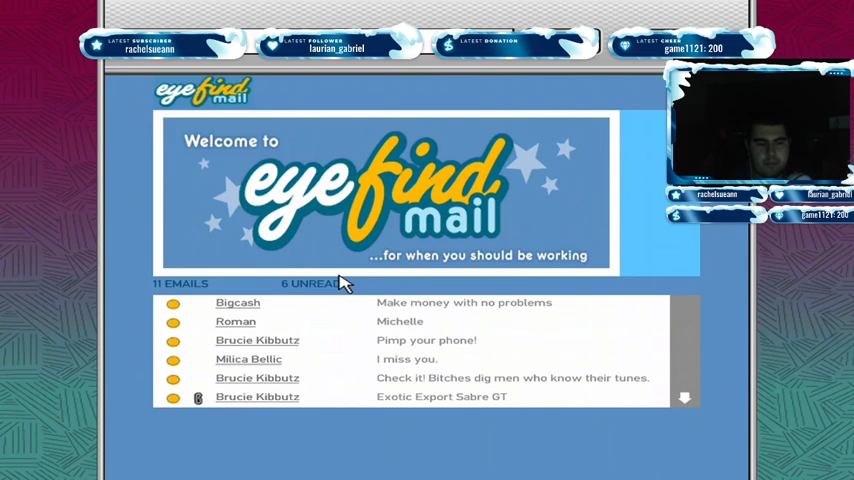 LATEST SUBSCRIBER
rachelsueann
LATEST FOLLOWER
laurian_gabriel
LATEST DONATION
LATEST CHEER
game1121: 200
eyefind
mail
Welcome to
eyefind
mail
...for when you should be working
rachelsueann
laurian_gabriel
game1121: 200
11 EMAILS
6 UNREAD
Bigcash Make money with no problems
Roman Michelle
Brucie Kibbutz Pimp your phone!
Milica Bellic I miss you.
Brucie Kibbutz Check it! Bitches dig men who know their tunes.
Brucie Kibbutz Exotic Export Sabre GT